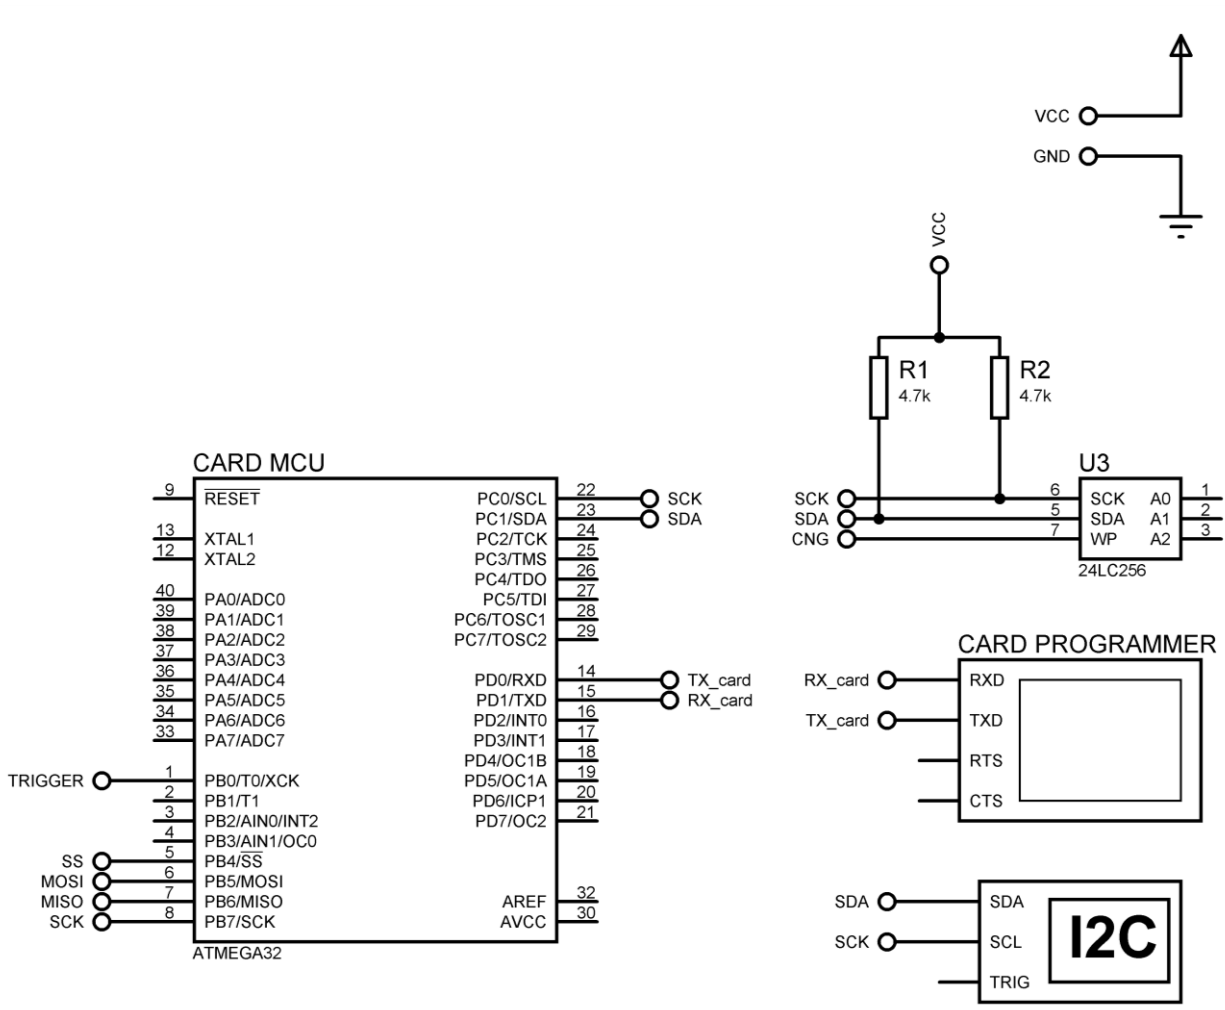 VCC
GND
VCC
R1
4.7k
R2
4.7k
CARD MCU
9 RESET
13 XTAL1
12 XTAL2
40 PA0/ADC0
39 PA1/ADC1
38 PA2/ADC2
37 PA3/ADC3
36 PA4/ADC4
35 PA5/ADC5
34 PA6/ADC6
33 PA7/ADC7
TRIGGER 1 PB0/T0/XCK
2 PB1/T1
3 PB2/AIN0/INT2
4 PB3/AIN1/OC0
SS 5 PB4/SS
MOSI 6 PB5/MOSI
MISO 7 PB6/MISO
SCK 8 PB7/SCK
PC0/SCL 22 SCK
PC1/SDA 23 SDA
PC2/TCK 24
PC3/TMS 25
PC4/TDO 26
PC5/TDI 27
PC6/TOSC1 28
PC7/TOSC2 29
PD0/RXD 14 TX_card
PD1/TXD 15 RX_card
PD2/INT0 16
PD3/INT1 17
PD4/OC1B 18
PD5/OC1A 19
PD6/ICP1 20
PD7/OC2 21
AREF 32
AVCC 30
ATMEGA32
U3
SCK 6 SCK A0 1
SDA 5 SDA A1 2
CNG 7 WP A2 3
24LC256
CARD PROGRAMMER
RX_card RXD
TX_card TXD
RTS
CTS
SDA SDA
SCK SCL
TRIG
I2C